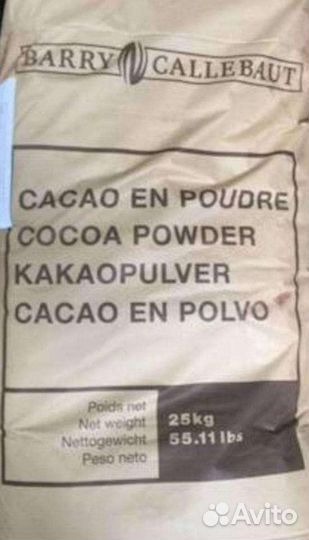 BARRY CALLEBAUT
CACAO EN POUDRE
COCOA POWDER
KAKAOPULVER
CACAO EN POLVO
Poids net
Net weight 25kg
Nettogewicht 55.11 lbs
Peso neto
Avito